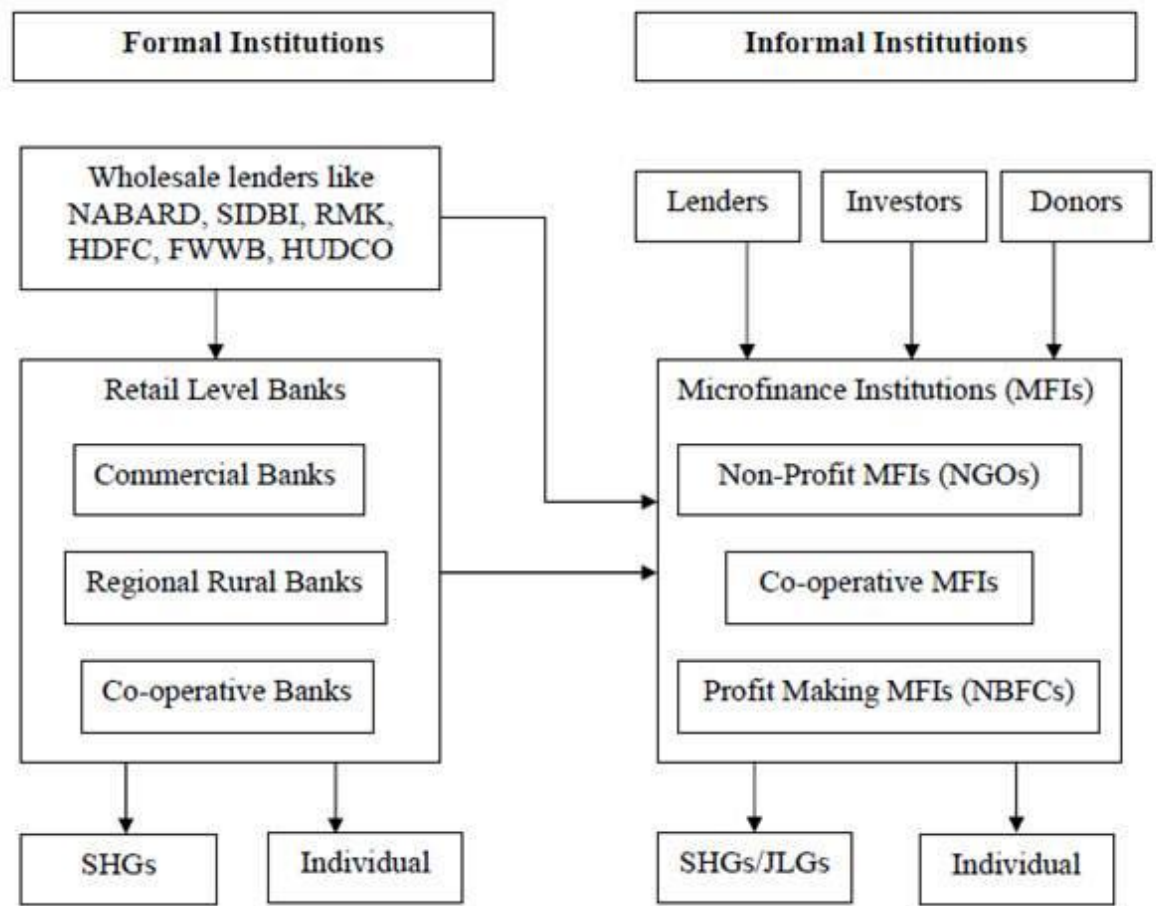 Formal Institutions
Informal Institutions
Wholesale lenders like
NABARD, SIDBI, RMK,
HDFC, FWWB, HUDCO
Lenders
Investors
Donors
Retail Level Banks
Commercial Banks
Regional Rural Banks
Co-operative Banks
Microfinance Institutions (MFIs)
Non-Profit MFIs (NGOs)
Co-operative MFIs
Profit Making MFIs (NBFCs)
SHGs
Individual
SHGs/JLGs
Individual